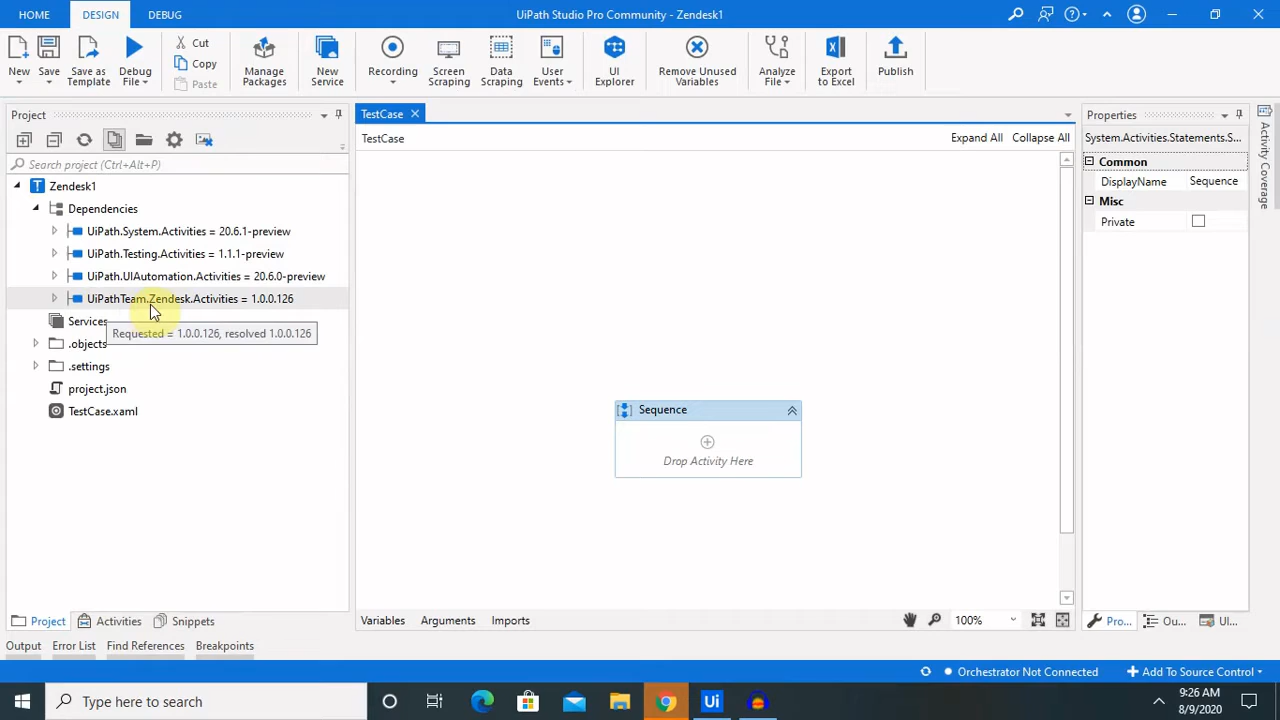 HOME DESIGN DEBUG UiPath Studio Pro Community - Zendesk1
New Save Save as Template Debug File Cut Copy Paste Manage Packages New Service Recording Screen Scraping Data Scraping User Events UI Explorer Remove Unused Variables Analyze File Export to Excel Publish
Project
Search project (Ctrl+Alt+P)
Zendesk1
Dependencies
UiPath.System.Activities = 20.6.1-preview
UiPath.Testing.Activities = 1.1.1-preview
UiPath.UIAutomation.Activities = 20.6.0-preview
UiPathTeam.Zendesk.Activities = 1.0.0.126
Services
Requested = 1.0.0.126, resolved 1.0.0.126
.objects
.settings
project.json
TestCase.xaml
TestCase
TestCase Expand All Collapse All
Sequence
Drop Activity Here
Properties
System.Activities.Statements.S...
Common
DisplayName Sequence
Misc
Private
Activity Coverage
Project Activities Snippets
Variables Arguments Imports 100%
Pro... Ou... UI...
Output Error List Find References Breakpoints
Orchestrator Not Connected Add To Source Control
Type here to search
Ui
9:26 AM
8/9/2020